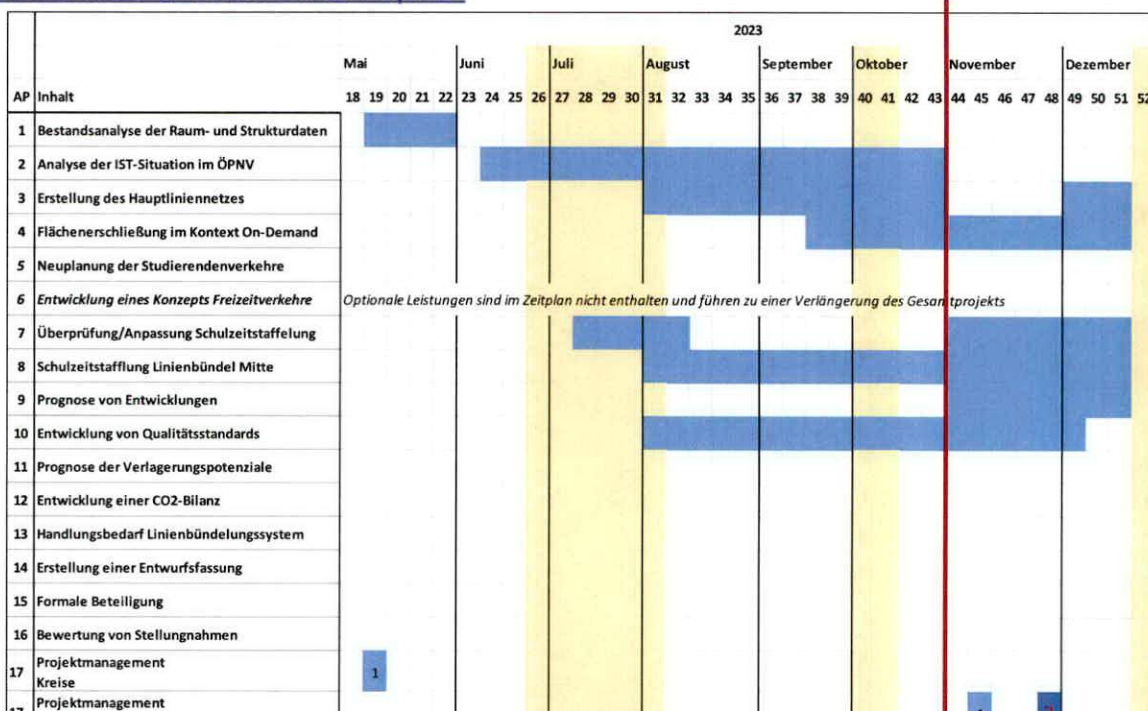 2023
Mai Juni Juli August September Oktober November Dezember
AP Inhalt 18 19 20 21 22 23 24 25 26 27 28 29 30 31 32 33 34 35 36 37 38 39 40 41 42 43 44 45 46 47 48 49 50 51 52
1 Bestandsanalyse der Raum- und Strukturdaten
2 Analyse der IST-Situation im ÖPNV
3 Erstellung des Hauptliniennetzes
4 Flächenerschließung im Kontext On-Demand
5 Neuplanung der Studierendenverkehre
6 Entwicklung eines Konzepts Freizeitverkehre Optionale Leistungen sind im Zeitplan nicht enthalten und führen zu einer Verlängerung des Gesamtprojekts
7 Überprüfung/Anpassung Schulzeitstaffelung
8 Schulzeitstafflung Linienbündel Mitte
9 Prognose von Entwicklungen
10 Entwicklung von Qualitätsstandards
11 Prognose der Verlagerungspotenziale
12 Entwicklung einer CO2-Bilanz
13 Handlungsbedarf Linienbündelungssystem
14 Erstellung einer Entwurfsfassung
15 Formale Beteiligung
16 Bewertung von Stellungnahmen
17 Projektmanagement
Kreise 1
Projektmanagement